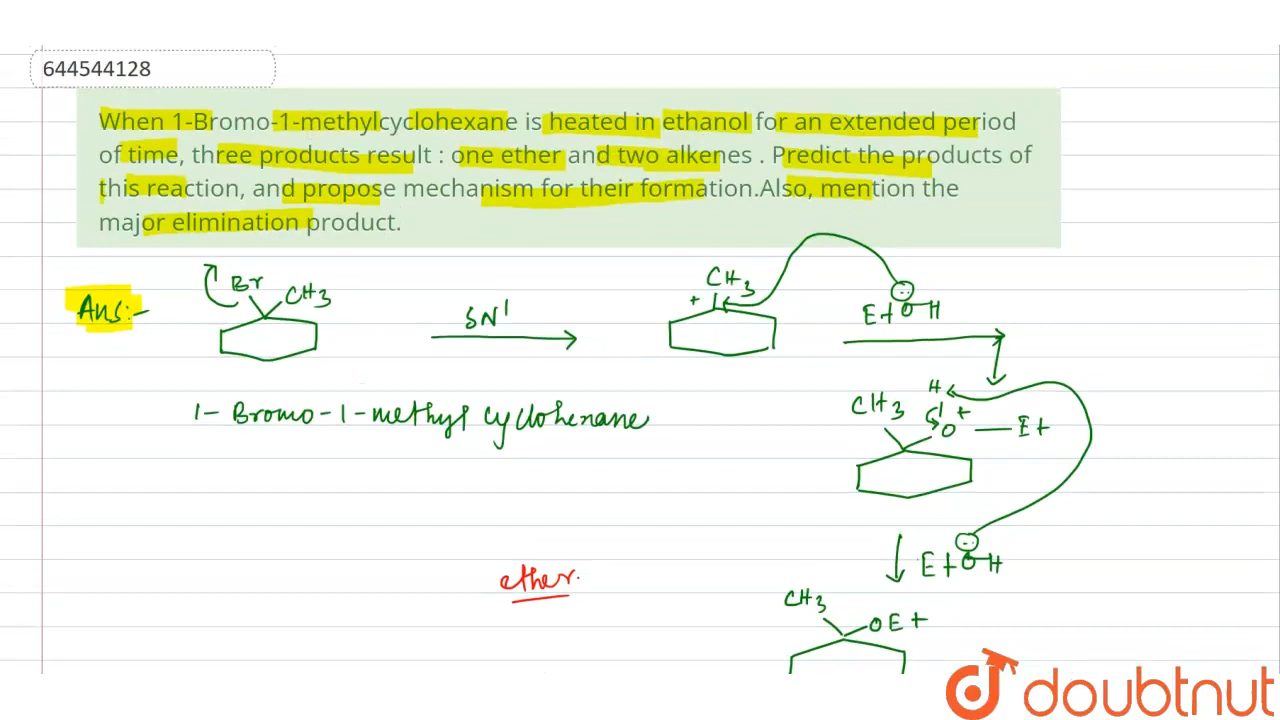 644544128
When 1-Bromo-1-methylcyclohexane is heated in ethanol for an extended period
of time, three products result : one ether and two alkenes . Predict the products of
this reaction, and propose mechanism for their formation.Also, mention the
major elimination product.
Ans:-
Br
CH3
SN1
CH3
+
Et O-H
1-Bromo-1-methyl cyclohexane
H
CH3
O+ — Et
Et O-H
ether.
CH3
OEt
doubtnut